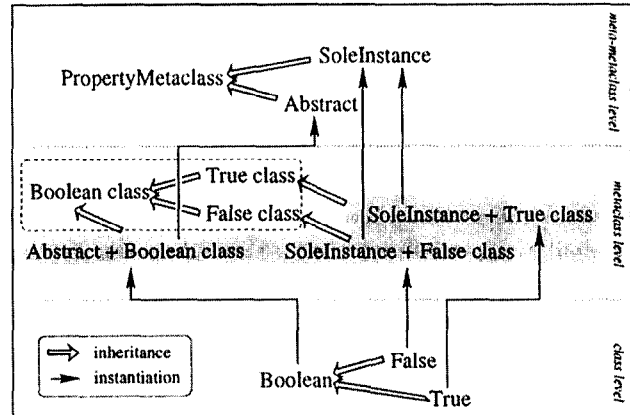 SoleInstance
PropertyMetaclass
Abstract
meta-metaclass level
True class
Boolean class
False class
SoleInstance + True class
Abstract + Boolean class
SoleInstance + False class
metaclass level
inheritance
instantiation
False
Boolean
True
class level